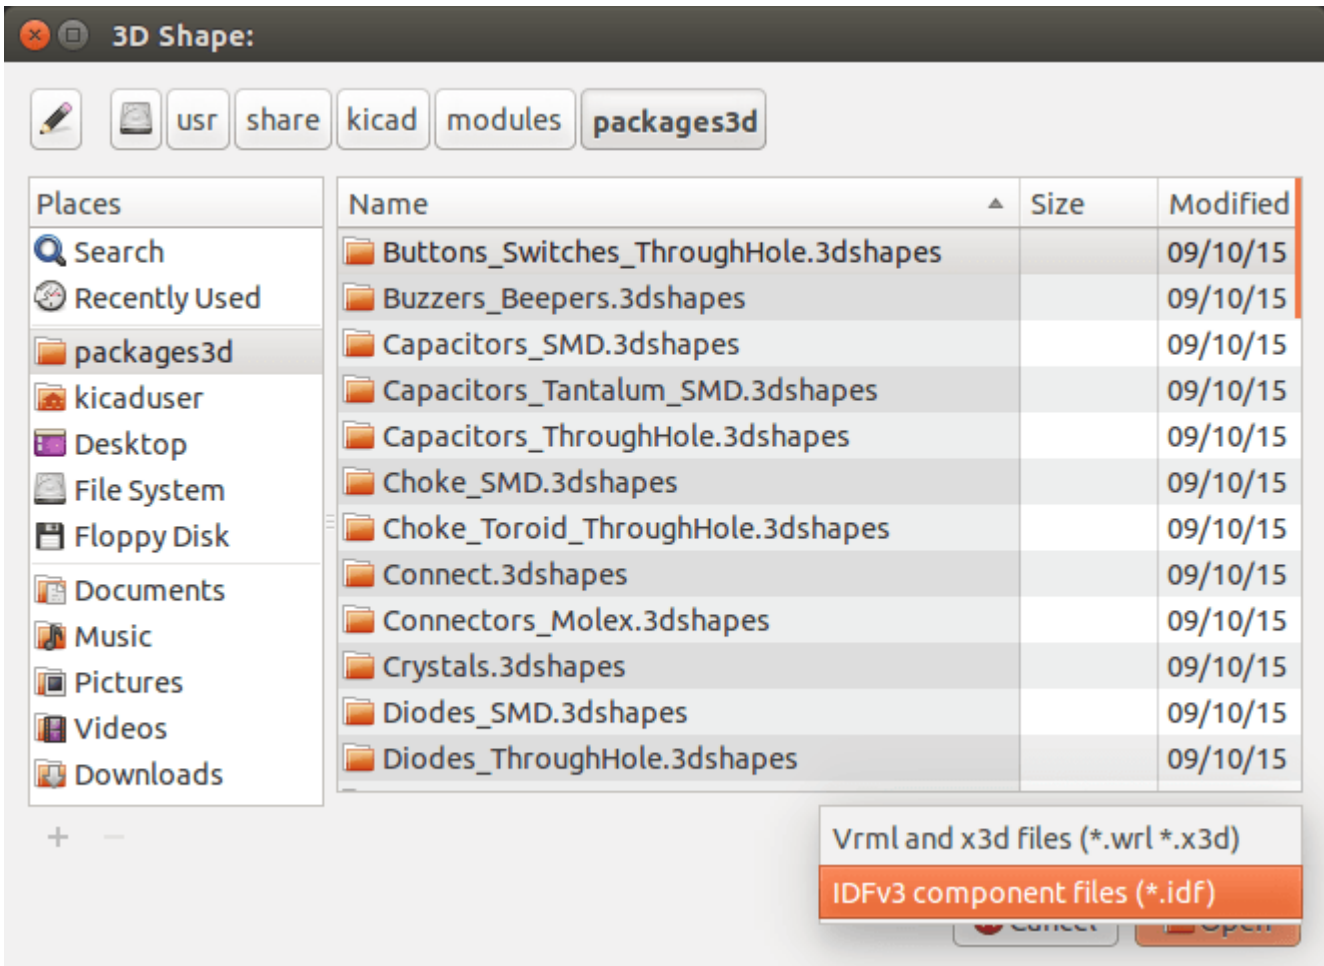 3D Shape:
usr share kicad modules packages3d
Places
Search
Recently Used
packages3d
kicaduser
Desktop
File System
Floppy Disk
Documents
Music
Pictures
Videos
Downloads
Name Size Modified
Buttons_Switches_ThroughHole.3dshapes 09/10/15
Buzzers_Beepers.3dshapes 09/10/15
Capacitors_SMD.3dshapes 09/10/15
Capacitors_Tantalum_SMD.3dshapes 09/10/15
Capacitors_ThroughHole.3dshapes 09/10/15
Choke_SMD.3dshapes 09/10/15
Choke_Toroid_ThroughHole.3dshapes 09/10/15
Connect.3dshapes 09/10/15
Connectors_Molex.3dshapes 09/10/15
Crystals.3dshapes 09/10/15
Diodes_SMD.3dshapes 09/10/15
Diodes_ThroughHole.3dshapes 09/10/15
Vrml and x3d files (*.wrl *.x3d)
IDFv3 component files (*.idf)
Cancel Open